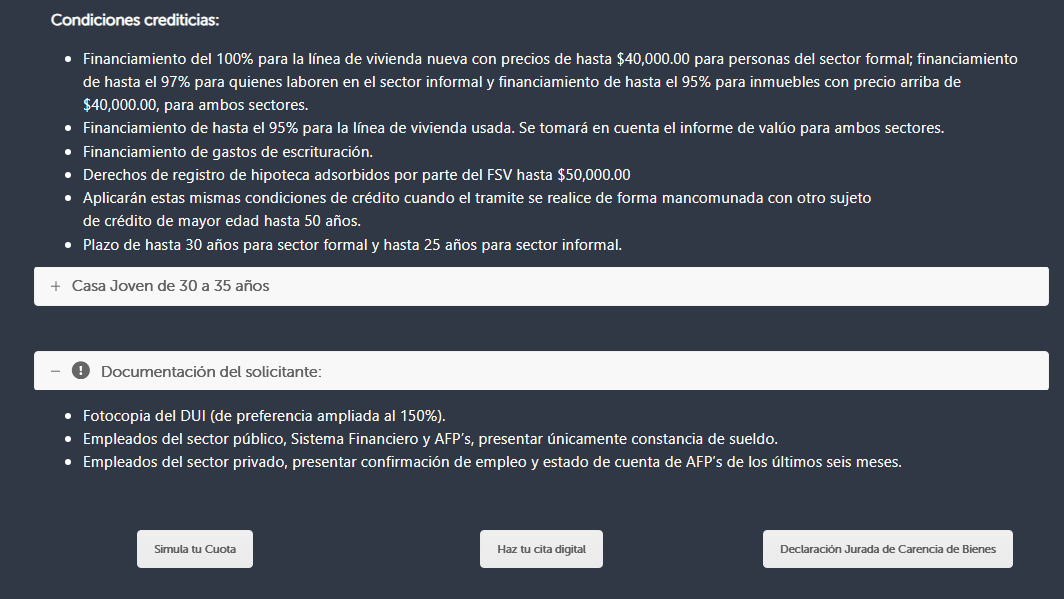 Condiciones crediticias:
• Financiamiento del 100% para la línea de vivienda nueva con precios de hasta $40,000.00 para personas del sector formal; financiamiento
de hasta el 97% para quienes laboren en el sector informal y financiamiento de hasta el 95% para inmuebles con precio arriba de
$40,000.00, para ambos sectores.
• Financiamiento de hasta el 95% para la línea de vivienda usada. Se tomará en cuenta el informe de valúo para ambos sectores.
• Financiamiento de gastos de escrituración.
• Derechos de registro de hipoteca adsorbidos por parte del FSV hasta $50,000.00
• Aplicarán estas mismas condiciones de crédito cuando el tramite se realice de forma mancomunada con otro sujeto
de crédito de mayor edad hasta 50 años.
• Plazo de hasta 30 años para sector formal y hasta 25 años para sector informal.
+ Casa Joven de 30 a 35 años
− ! Documentación del solicitante:
• Fotocopia del DUI (de preferencia ampliada al 150%).
• Empleados del sector público, Sistema Financiero y AFP’s, presentar únicamente constancia de sueldo.
• Empleados del sector privado, presentar confirmación de empleo y estado de cuenta de AFP’s de los últimos seis meses.
Simula tu Cuota
Haz tu cita digital
Declaración Jurada de Carencia de Bienes